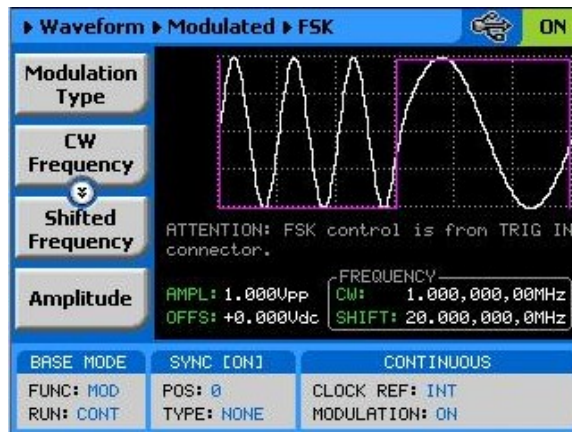 Waveform Modulated FSK
ON
Modulation
Type
CW
Frequency
Shifted
Frequency
Amplitude
ATTENTION: FSK control is from TRIG IN
connector.
AMPL: 1.000Vpp
OFFS: +0.000Vdc
FREQUENCY
CW: 1.000,000,00MHz
SHIFT: 20.000,000,0MHz
BASE MODE
FUNC: MOD
RUN: CONT
SYNC [ON]
POS: 0
TYPE: NONE
CONTINUOUS
CLOCK REF: INT
MODULATION: ON